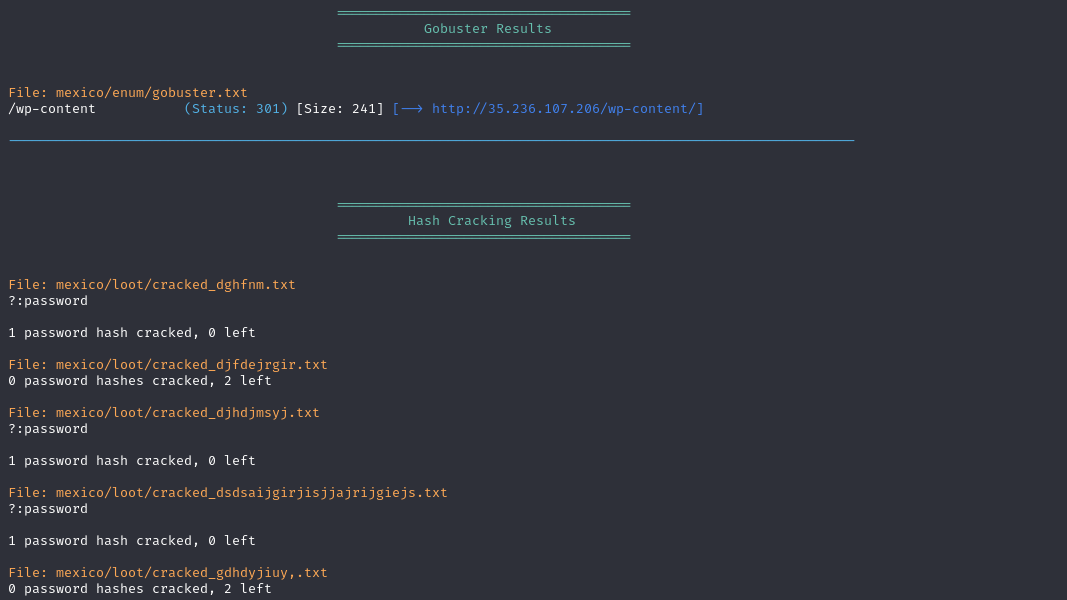 Gobuster Results
File: mexico/enum/gobuster.txt
/wp-content (Status: 301) [Size: 241] [--> http://35.236.107.206/wp-content/]
Hash Cracking Results
File: mexico/loot/cracked_dghfnm.txt
?:password
1 password hash cracked, 0 left
File: mexico/loot/cracked_djfdejrgir.txt
0 password hashes cracked, 2 left
File: mexico/loot/cracked_djhdjmsyj.txt
?:password
1 password hash cracked, 0 left
File: mexico/loot/cracked_dsdsaijgirjisjjajrijgiejs.txt
?:password
1 password hash cracked, 0 left
File: mexico/loot/cracked_gdhdyjiuy,.txt
0 password hashes cracked, 2 left